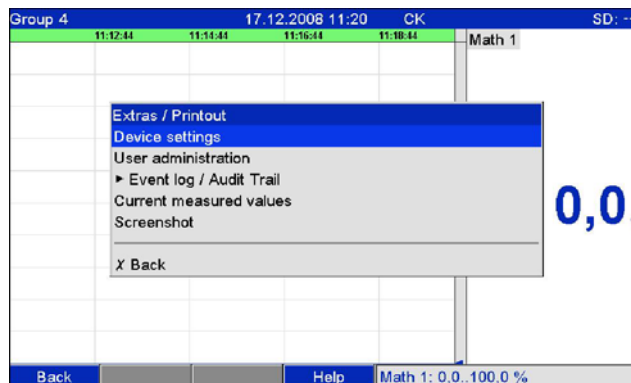 Group 4 17.12.2008 11:20 CK SD: --
11:12:44 11:14:44 11:16:44 11:18:44
Math 1
Extras / Printout
Device settings
User administration
► Event log / Audit Trail
Current measured values
Screenshot
0,0
X Back
Back Help Math 1: 0,0..100,0 %